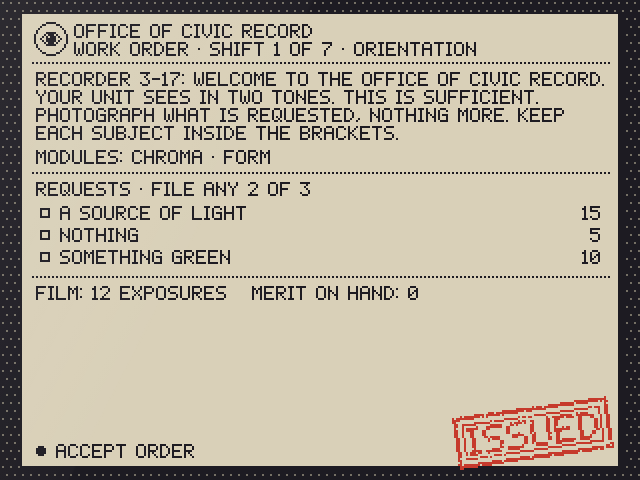 OFFICE OF CIVIC RECORD
WORK ORDER · SHIFT 1 OF 7 · ORIENTATION
RECORDER 3-17: WELCOME TO THE OFFICE OF CIVIC RECORD.
YOUR UNIT SEES IN TWO TONES. THIS IS SUFFICIENT.
PHOTOGRAPH WHAT IS REQUESTED, NOTHING MORE. KEEP
EACH SUBJECT INSIDE THE BRACKETS.
MODULES: CHROMA · FORM
REQUESTS · FILE ANY 2 OF 3
A SOURCE OF LIGHT 15
NOTHING 5
SOMETHING GREEN 10
FILM: 12 EXPOSURES MERIT ON HAND: 0
ISSUED
● ACCEPT ORDER